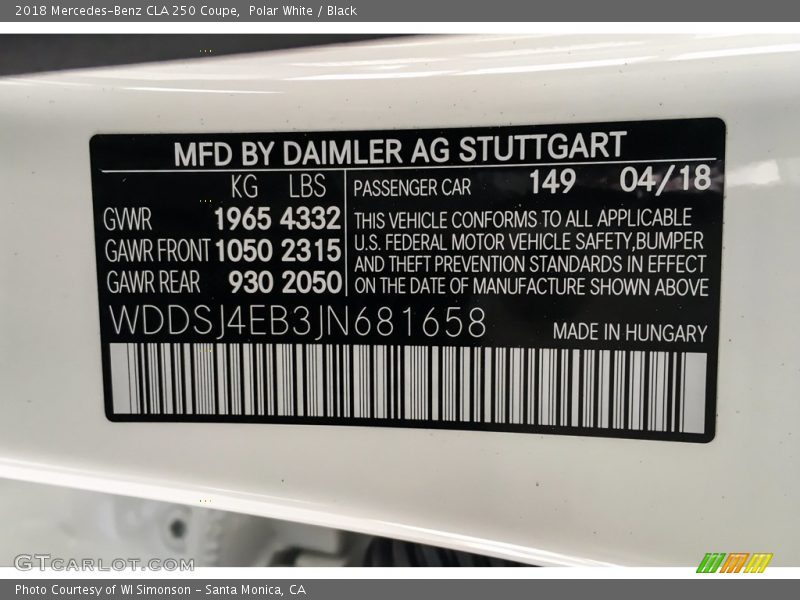 2018 Mercedes-Benz CLA 250 Coupe,  Polar White / Black
MFD BY DAIMLER AG STUTTGART
KG LBS
GVWR 1965 4332
GAWR FRONT 1050 2315
GAWR REAR 930 2050
PASSENGER CAR 149 04/18
THIS VEHICLE CONFORMS TO ALL APPLICABLE
U.S. FEDERAL MOTOR VEHICLE SAFETY,BUMPER
AND THEFT PREVENTION STANDARDS IN EFFECT
ON THE DATE OF MANUFACTURE SHOWN ABOVE
WDDSJ4EB3JN681658
MADE IN HUNGARY
GTcarlot.com
Photo Courtesy of WI Simonson - Santa Monica, CA